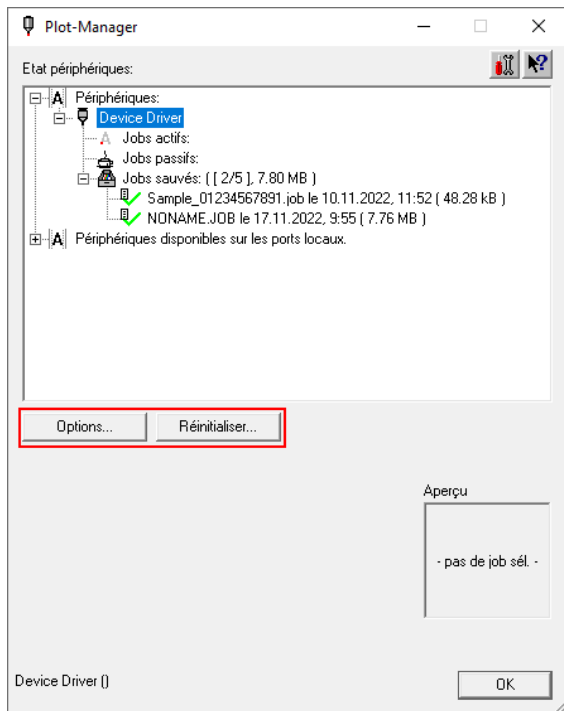 Plot-Manager
Etat périphériques:
Périphériques:
Device Driver
Jobs actifs:
Jobs passifs:
Jobs sauvés: ( [ 2/5 ], 7.80 MB )
Sample_01234567891.job le 10.11.2022, 11:52 ( 48.28 kB )
NONAME.JOB le 17.11.2022, 9:55 ( 7.76 MB )
Périphériques disponibles sur les ports locaux.
Options... Réinitialiser...
Aperçu
- pas de job sél. -
Device Driver () OK